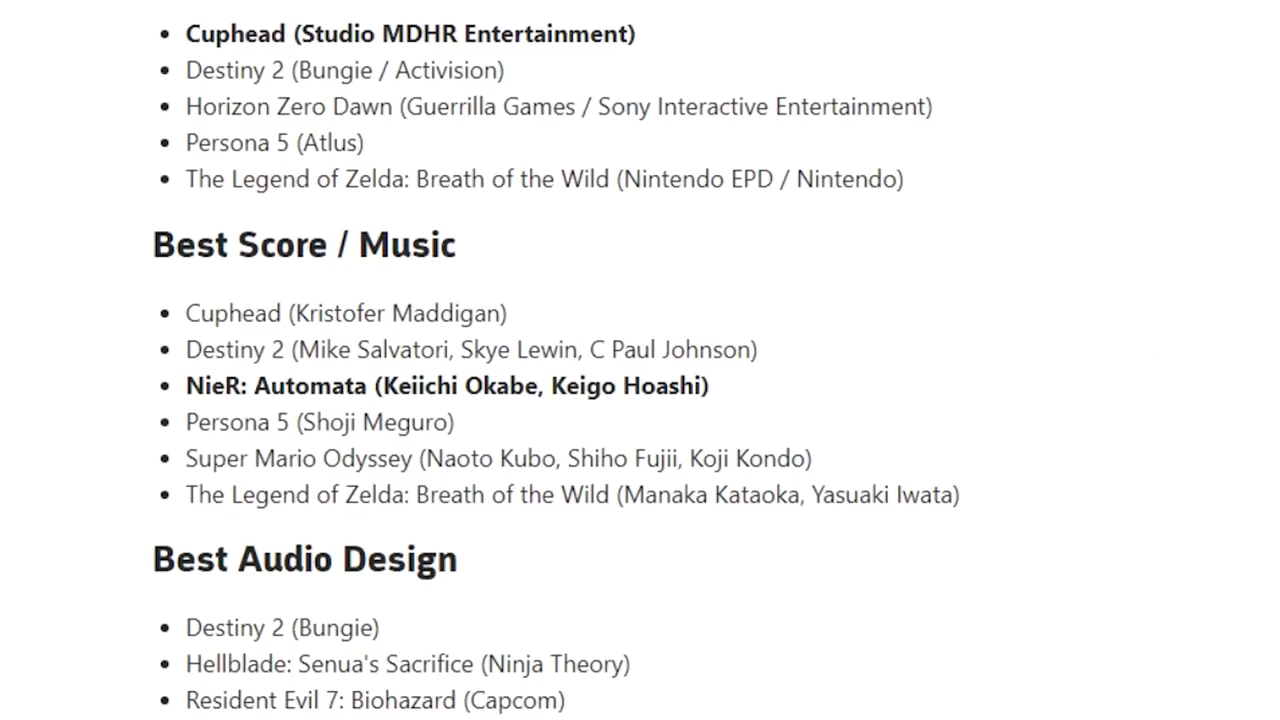 Cuphead (Studio MDHR Entertainment)
Destiny 2 (Bungie / Activision)
Horizon Zero Dawn (Guerrilla Games / Sony Interactive Entertainment)
Persona 5 (Atlus)
The Legend of Zelda: Breath of the Wild (Nintendo EPD / Nintendo)
Best Score / Music
Cuphead (Kristofer Maddigan)
Destiny 2 (Mike Salvatori, Skye Lewin, C Paul Johnson)
NieR: Automata (Keiichi Okabe, Keigo Hoashi)
Persona 5 (Shoji Meguro)
Super Mario Odyssey (Naoto Kubo, Shiho Fujii, Koji Kondo)
The Legend of Zelda: Breath of the Wild (Manaka Kataoka, Yasuaki Iwata)
Best Audio Design
Destiny 2 (Bungie)
Hellblade: Senua's Sacrifice (Ninja Theory)
Resident Evil 7: Biohazard (Capcom)